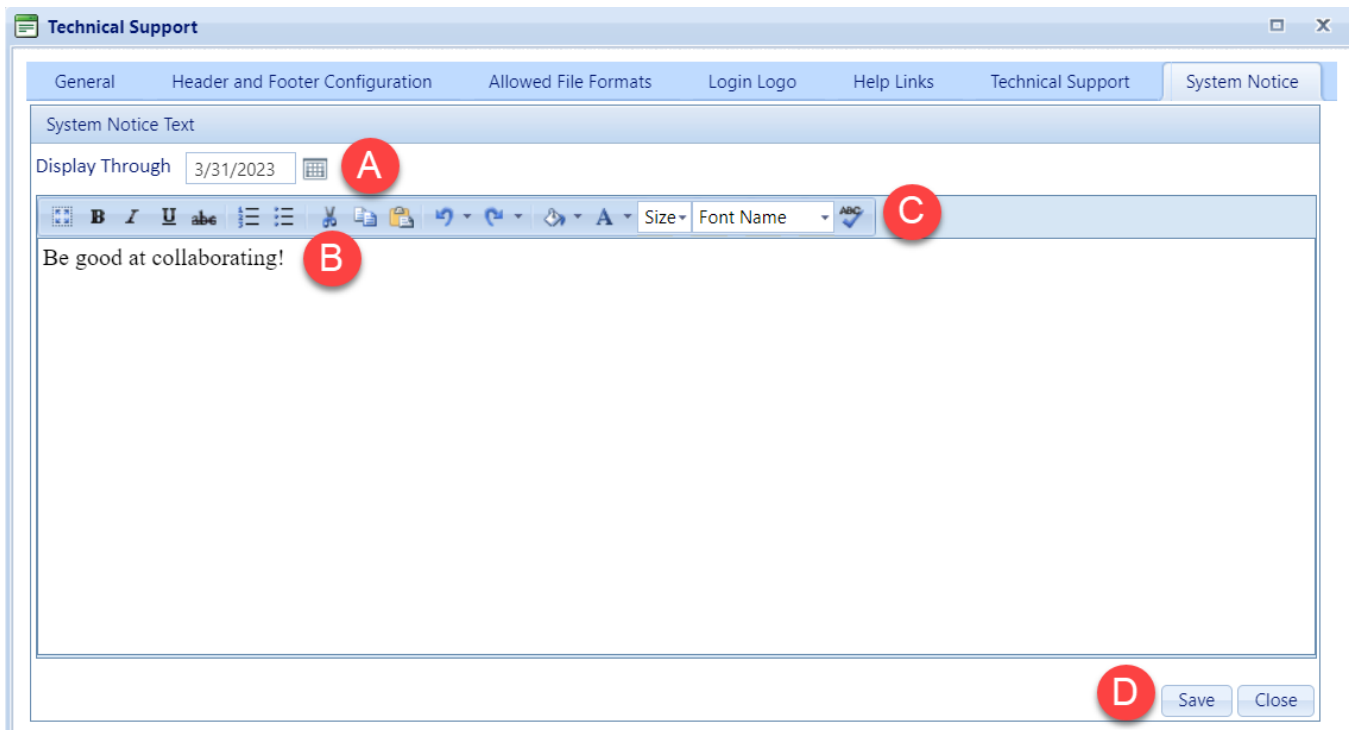 Technical Support
General Header and Footer Configuration Allowed File Formats Login Logo Help Links Technical Support System Notice
System Notice Text
Display Through 3/31/2023 A
B I U abc A Size Font Name ABC C
Be good at collaborating! B
D Save Close